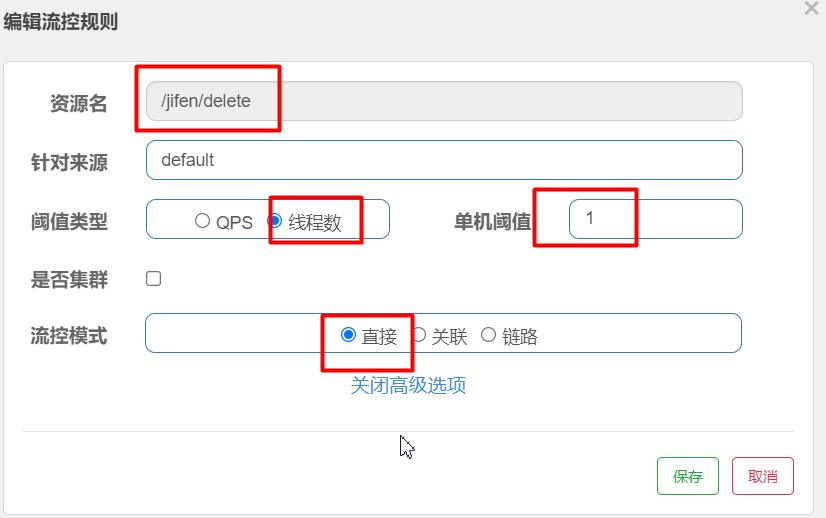 编辑流控规则
资源名 /jifen/delete
针对来源 default
阈值类型 QPS 线程数 单机阈值 1
是否集群
流控模式 直接 关联 链路
关闭高级选项
保存 取消